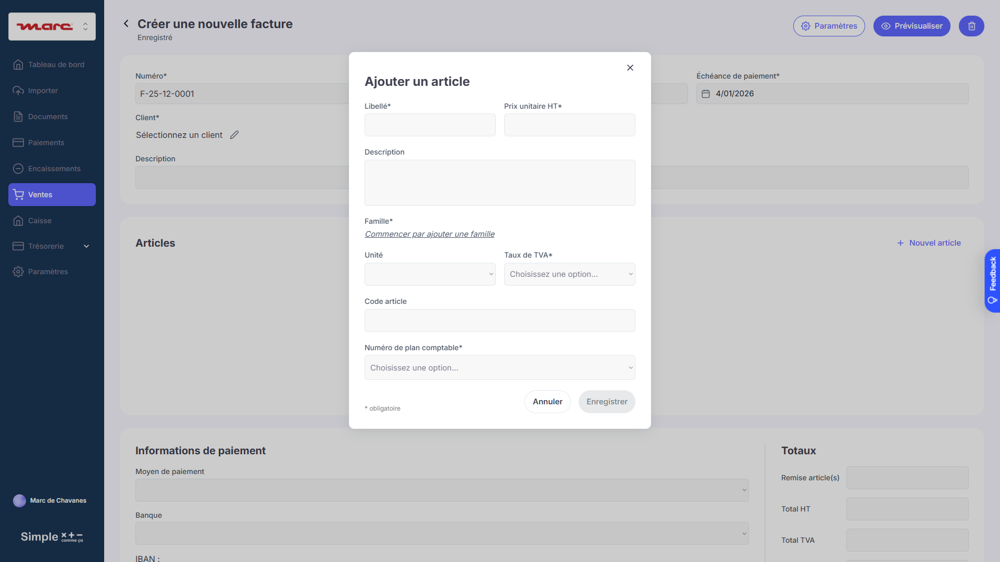 marc
Tableau de bord
Importer
Documents
Paiements
Encaissements
Ventes
Caisse
Trésorerie
Paramètres
Marc de Chavanes
Simple comme ça
Créer une nouvelle facture
Enregistré
Paramètres
Prévisualiser
Numéro*
F-25-12-0001
Échéance de paiement*
4/01/2026
Client*
Sélectionnez un client
Description
Articles
Nouvel article
Ajouter un article
Libellé*
Prix unitaire HT*
Description
Famille*
Commencer par ajouter une famille
Unité
Taux de TVA*
Choisissez une option...
Code article
Numéro de plan comptable*
Choisissez une option...
* obligatoire
Annuler
Enregistrer
Feedback
Informations de paiement
Moyen de paiement
Banque
IBAN :
Totaux
Remise article(s)
Total HT
Total TVA